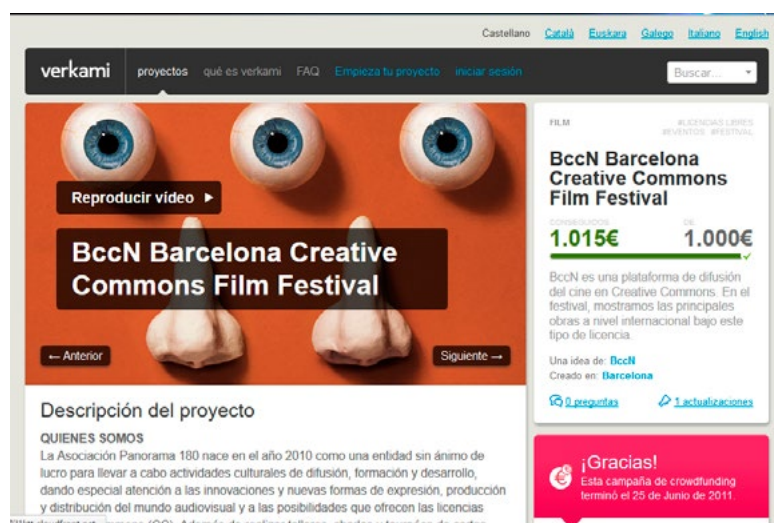 Castellano Català Euskara Galego Italiano English
verkami proyectos qué es verkami FAQ Empieza tu proyecto iniciar sesión Buscar...
Reproducir vídeo
BccN Barcelona Creative
Commons Film Festival
← Anterior Siguiente →
Descripción del proyecto
QUIENES SOMOS
La Asociación Panorama 180 nace en el año 2010 como una entidad sin ánimo de
lucro para llevar a cabo actividades culturales de difusión, formación y desarrollo,
dando especial atención a las innovaciones y nuevas formas de expresión, producción
y distribución del mundo audiovisual y a las posibilidades que ofrecen las licencias
FILM #LICENCIAS LIBRES
#EVENTOS #FESTIVAL
BccN Barcelona
Creative Commons
Film Festival
CONSEGUIDOS DE
1.015€ 1.000€
BccN es una plataforma de difusión
del cine en Creative Commons. En el
festival, mostramos las principales
obras a nivel internacional bajo este
tipo de licencia.
Una idea de: BccN
Creado en: Barcelona
0 preguntas 1 actualizaciones
¡Gracias!
Esta campaña de crowdfunding
terminó el 25 de Junio de 2011.